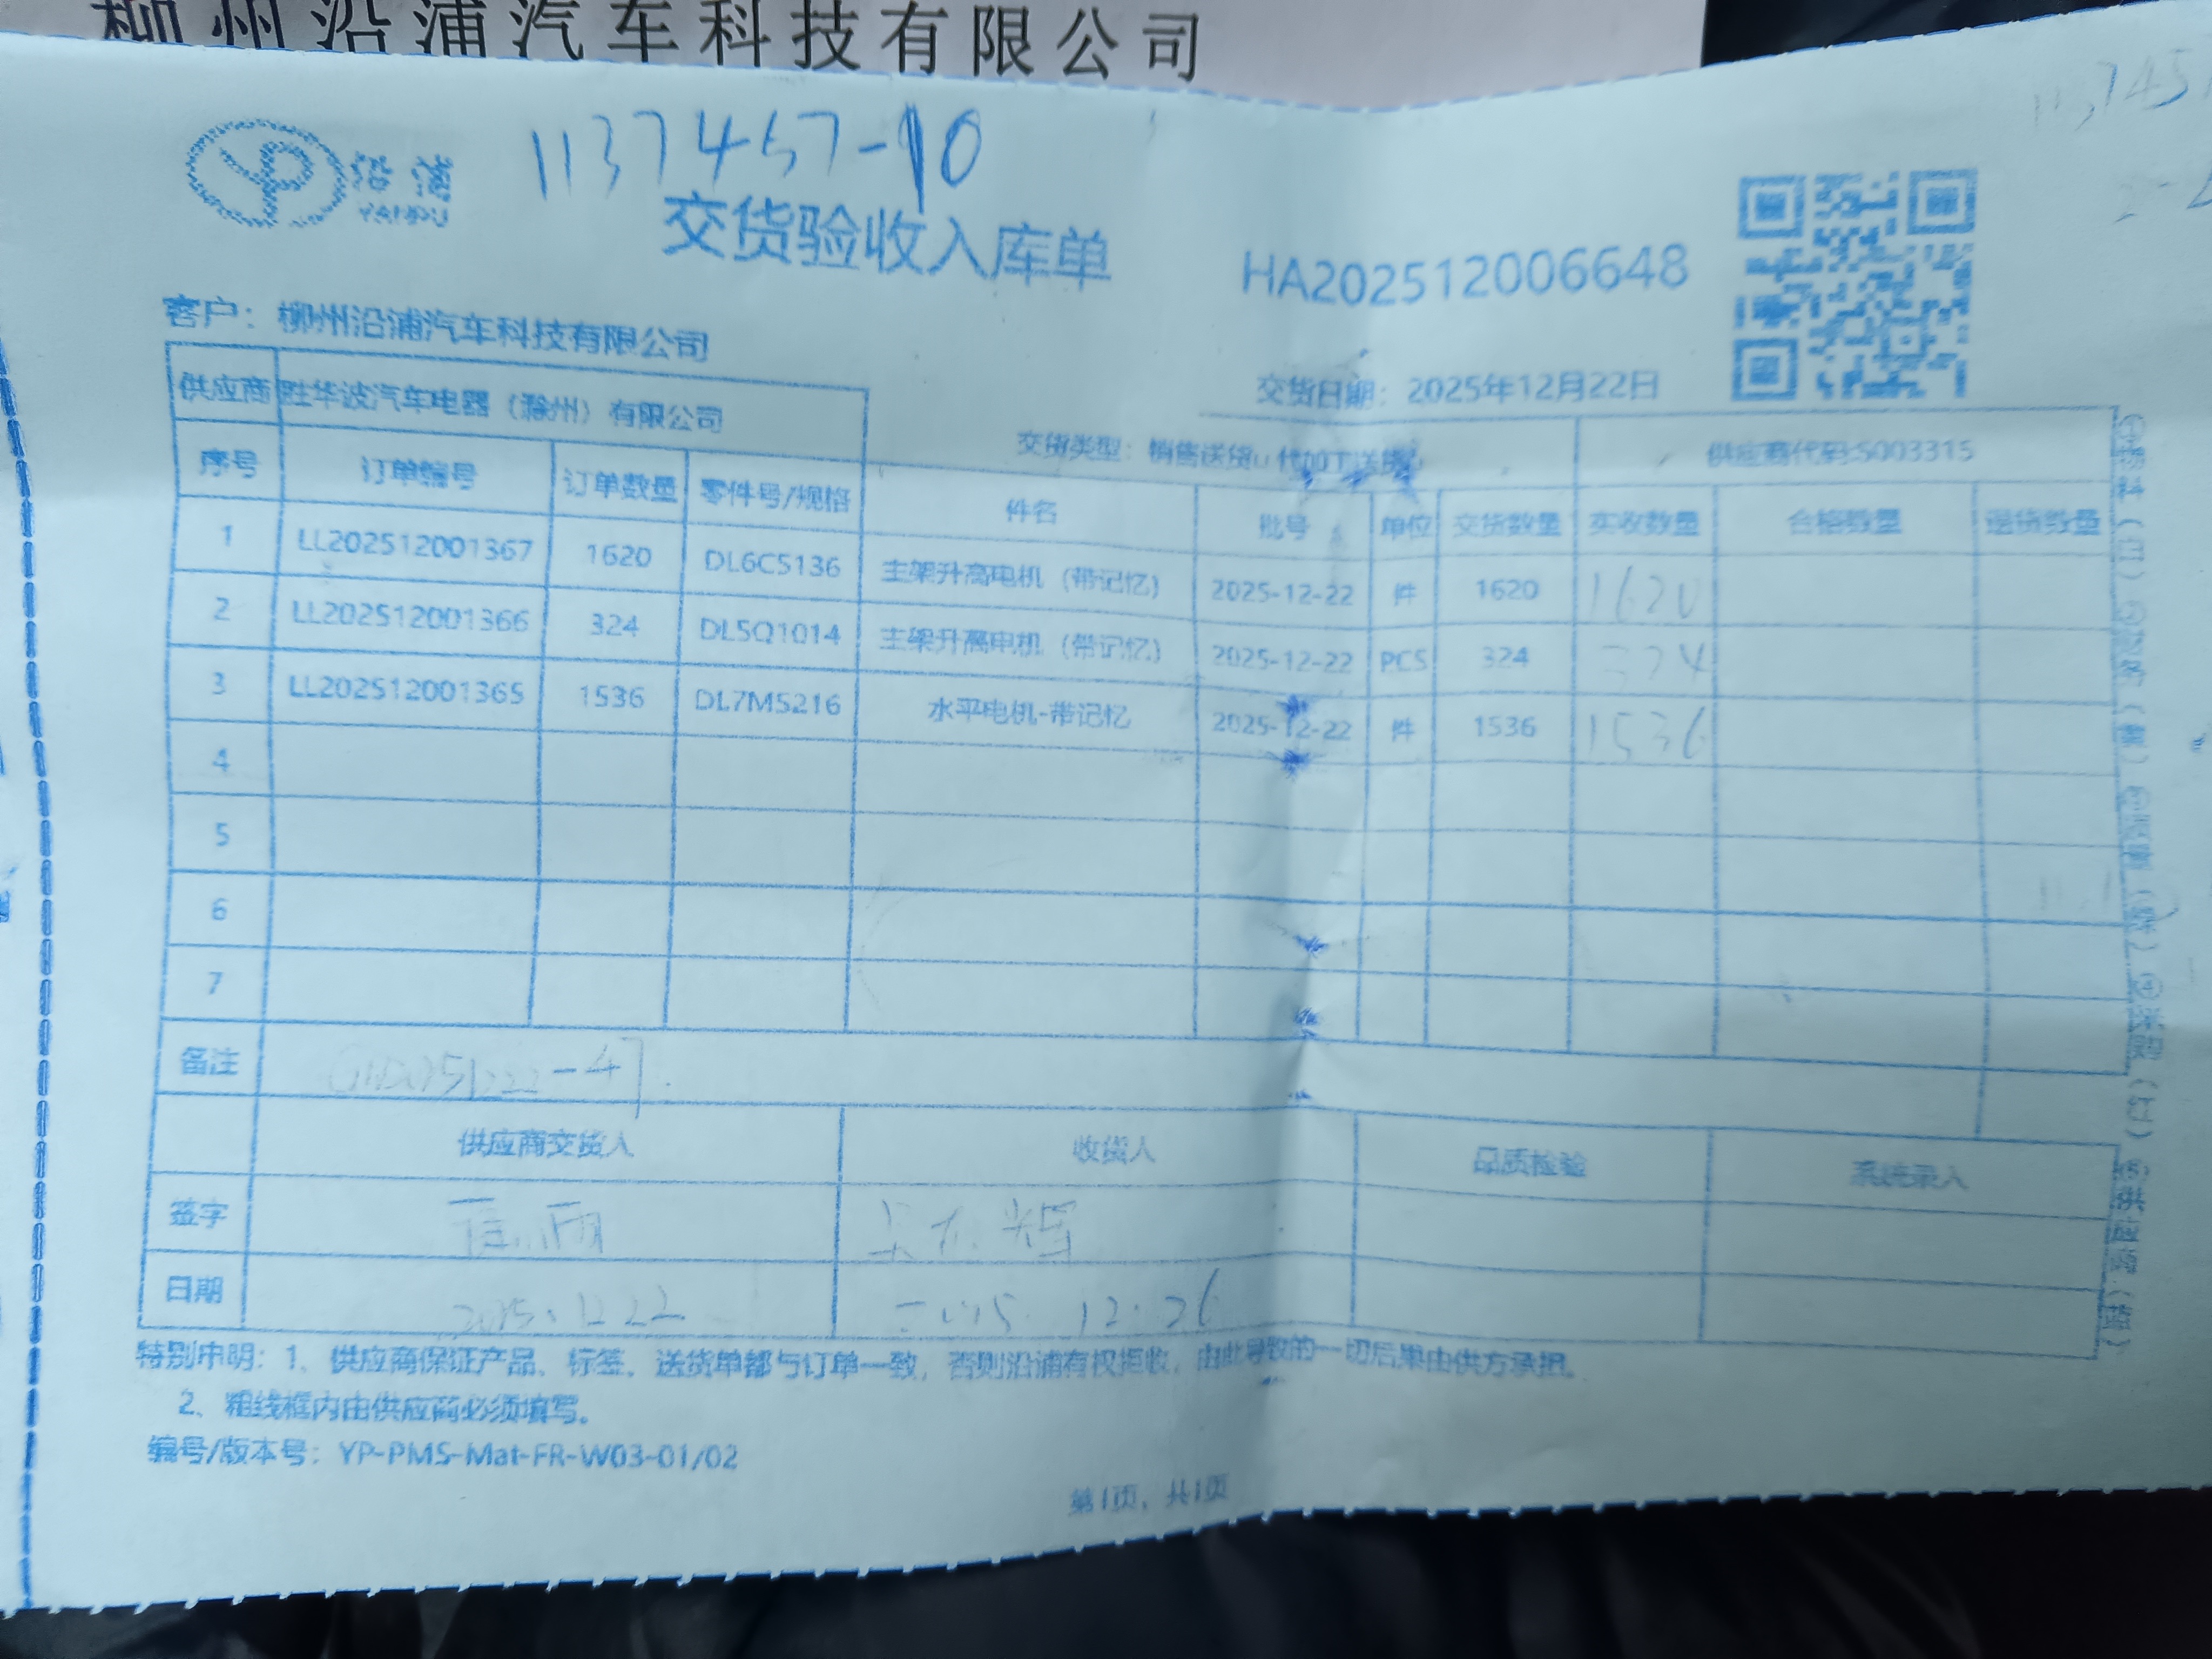 柳州沿浦汽车科技有限公司
1137457-10
沿浦
YANPU
交货验收入库单
HA202512006648
客户：柳州沿浦汽车科技有限公司
交货日期：2025年12月22日
供应商 胜华波汽车电器（滁州）有限公司
交货类型：销售送货 代加工送货
供应商代码:S003315
序号 订单编号 订单数量 零件号/规格 件名 批号 单位 交货数量 实收数量 合格数量 退货数量
1 LL202512001367 1620 DL6C5136 主架升高电机（带记忆） 2025-12-22 件 1620 1620
2 LL202512001366 324 DL5Q1014 主架升高电机（带记忆） 2025-12-22 PCS 324 324
3 LL202512001365 1536 DL7M5216 水平电机-带记忆 2025-12-22 件 1536 1536
4
5
6
7
备注
供应商交货人 收货人 品质检验 系统录入
签字
日期 2025.12.22 2025.12.26
特别申明：1、供应商保证产品、标签、送货单都与订单一致，否则沿浦有权拒收，由此导致的一切后果由供方承担。
2、粗线框内由供应商必须填写。
编号/版本号：YP-PMS-Mat-FR-W03-01/02
第1页，共1页